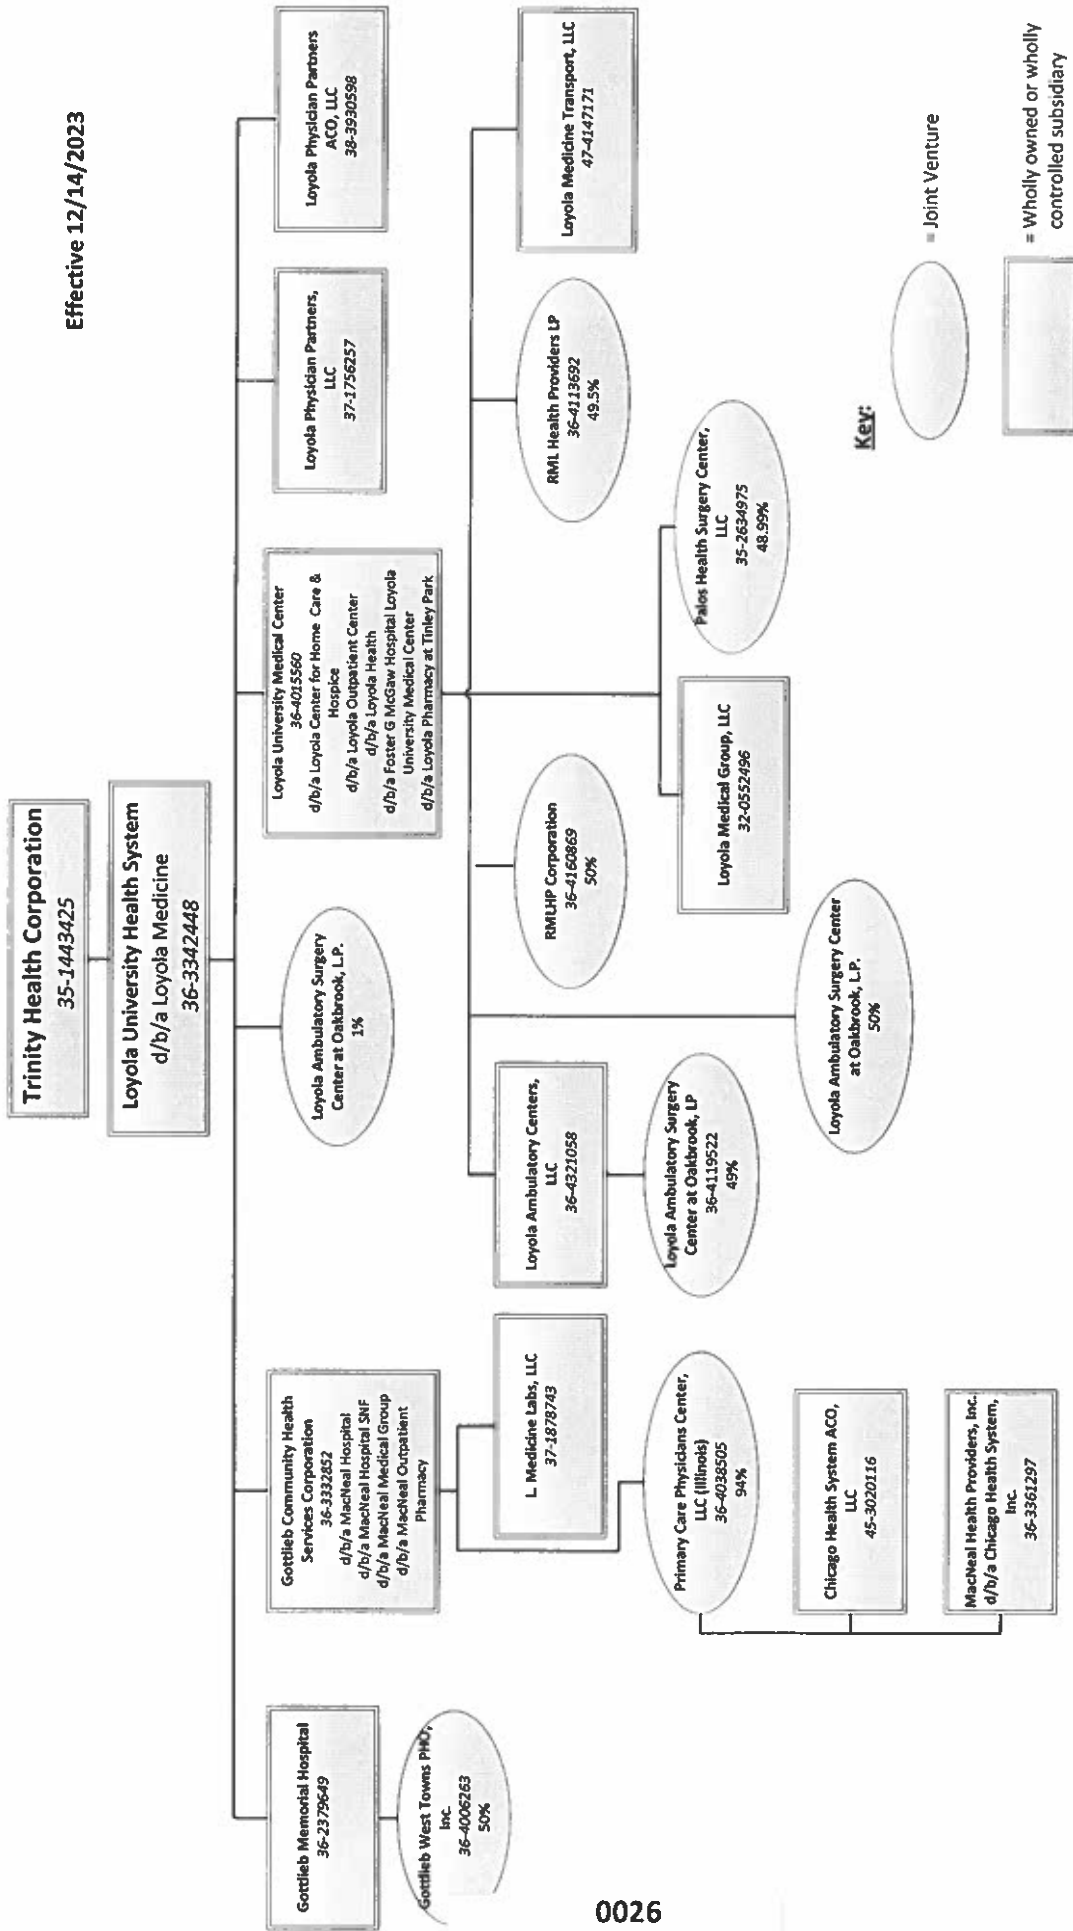 Effective 12/14/2023
Trinity Health Corporation
35-1443425
Loyola University Health System
d/b/a Loyola Medicine
36-3342448
Gottlieb Memorial Hospital
36-2379649
Gottlieb Community Health
Services Corporation
36-3332852
d/b/a MacNeal Hospital
d/b/a MacNeal Hospital SNF
d/b/a MacNeal Medical Group
d/b/a MacNeal Outpatient
Pharmacy
Loyola Ambulatory Surgery
Center at Oakbrook, L.P.
1%
Loyola University Medical Center
36-4015560
d/b/a Loyola Center for Home Care &
Hospice
d/b/a Loyola Outpatient Center
d/b/a Loyola Health
d/b/a Foster G McGaw Hospital Loyola
University Medical Center
d/b/a Loyola Pharmacy at Tinley Park
Loyola Physician Partners,
LLC
37-1756257
Loyola Physician Partners
ACO, LLC
38-3930598
Gottlieb West Towns PHO,
Inc.
36-4006263
50%
L Medicine Labs, LLC
37-1878743
Loyola Ambulatory Centers,
LLC
36-4321058
RMLHP Corporation
36-4160869
50%
RML Health Providers LP
36-4113692
49.5%
Loyola Medicine Transport, LLC
47-4147171
Primary Care Physicians Center,
LLC (Illinois)
36-4038505
94%
Loyola Ambulatory Surgery
Center at Oakbrook, LP
36-4119522
49%
Loyola Medical Group, LLC
32-0552496
Palos Health Surgery Center,
LLC
35-2634975
48.99%
Chicago Health System ACO,
LLC
45-3020116
Loyola Ambulatory Surgery Center
at Oakbrook, L.P.
50%
MacNeal Health Providers, Inc.
d/b/a Chicago Health System,
Inc.
36-3361297
Key:
= Joint Venture
= Wholly owned or wholly
controlled subsidiary
0026